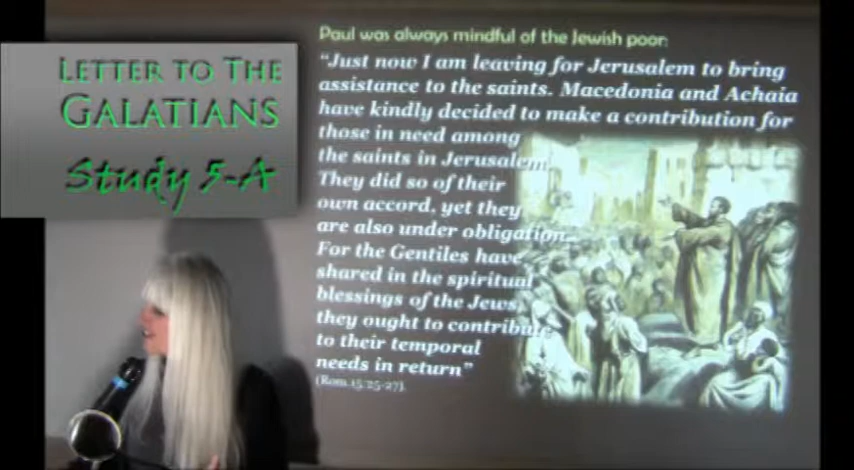 LETTER TO THE
GALATIANS
Study 5-A
Paul was always mindful of the Jewish poor:
“Just now I am leaving for Jerusalem to bring
assistance to the saints. Macedonia and Achaia
have kindly decided to make a contribution for
those in need among
the saints in Jerusalem.
They did so of their
own accord, yet they
are also under obligation.
For the Gentiles have
shared in the spiritual
blessings of the Jews,
they ought to contribute
to their temporal
needs in return”
(Rom. 15:25-27).